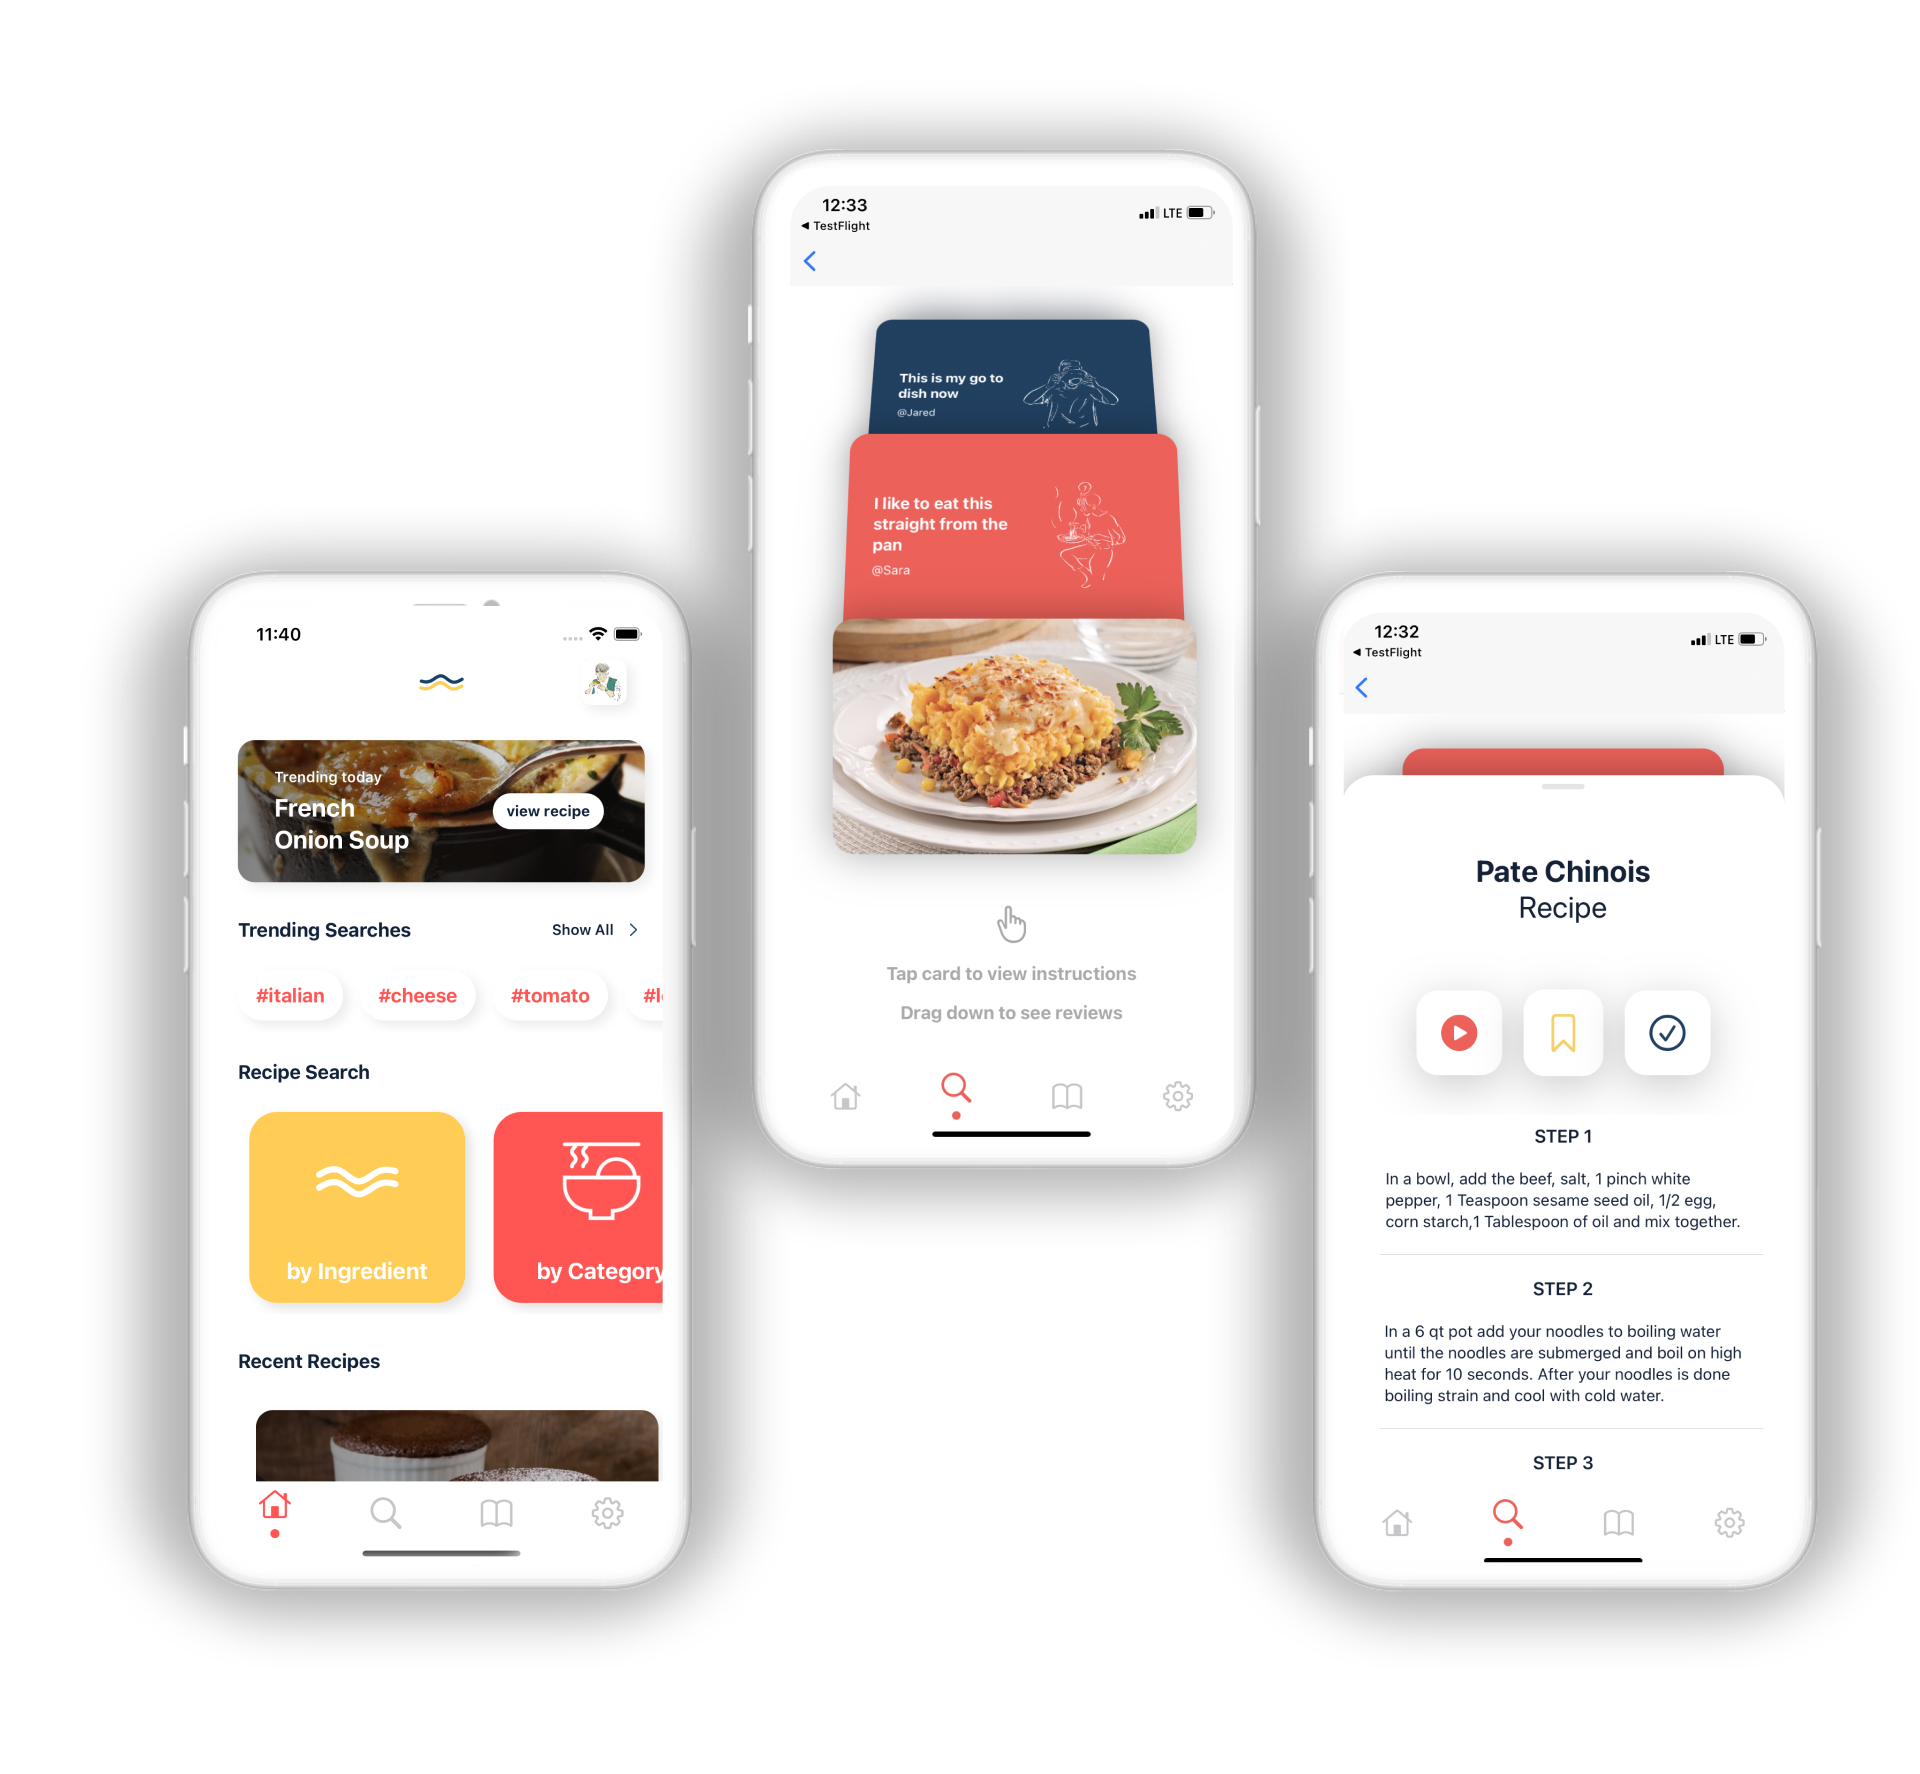 11:40
Trending today
French
Onion Soup
view recipe
Trending Searches
Show All
#italian
#cheese
#tomato
Recipe Search
by Ingredient
by Category
Recent Recipes
12:33
LTE
TestFlight
This is my go to
dish now
@Jared
I like to eat this
straight from the
pan
@Sara
Tap card to view instructions
Drag down to see reviews
12:32
LTE
TestFlight
Pate Chinois
Recipe
STEP 1
In a bowl, add the beef, salt, 1 pinch white
pepper, 1 Teaspoon sesame seed oil, 1/2 egg,
corn starch,1 Tablespoon of oil and mix together.
STEP 2
In a 6 qt pot add your noodles to boiling water
until the noodles are submerged and boil on high
heat for 10 seconds. After your noodles is done
boiling strain and cool with cold water.
STEP 3